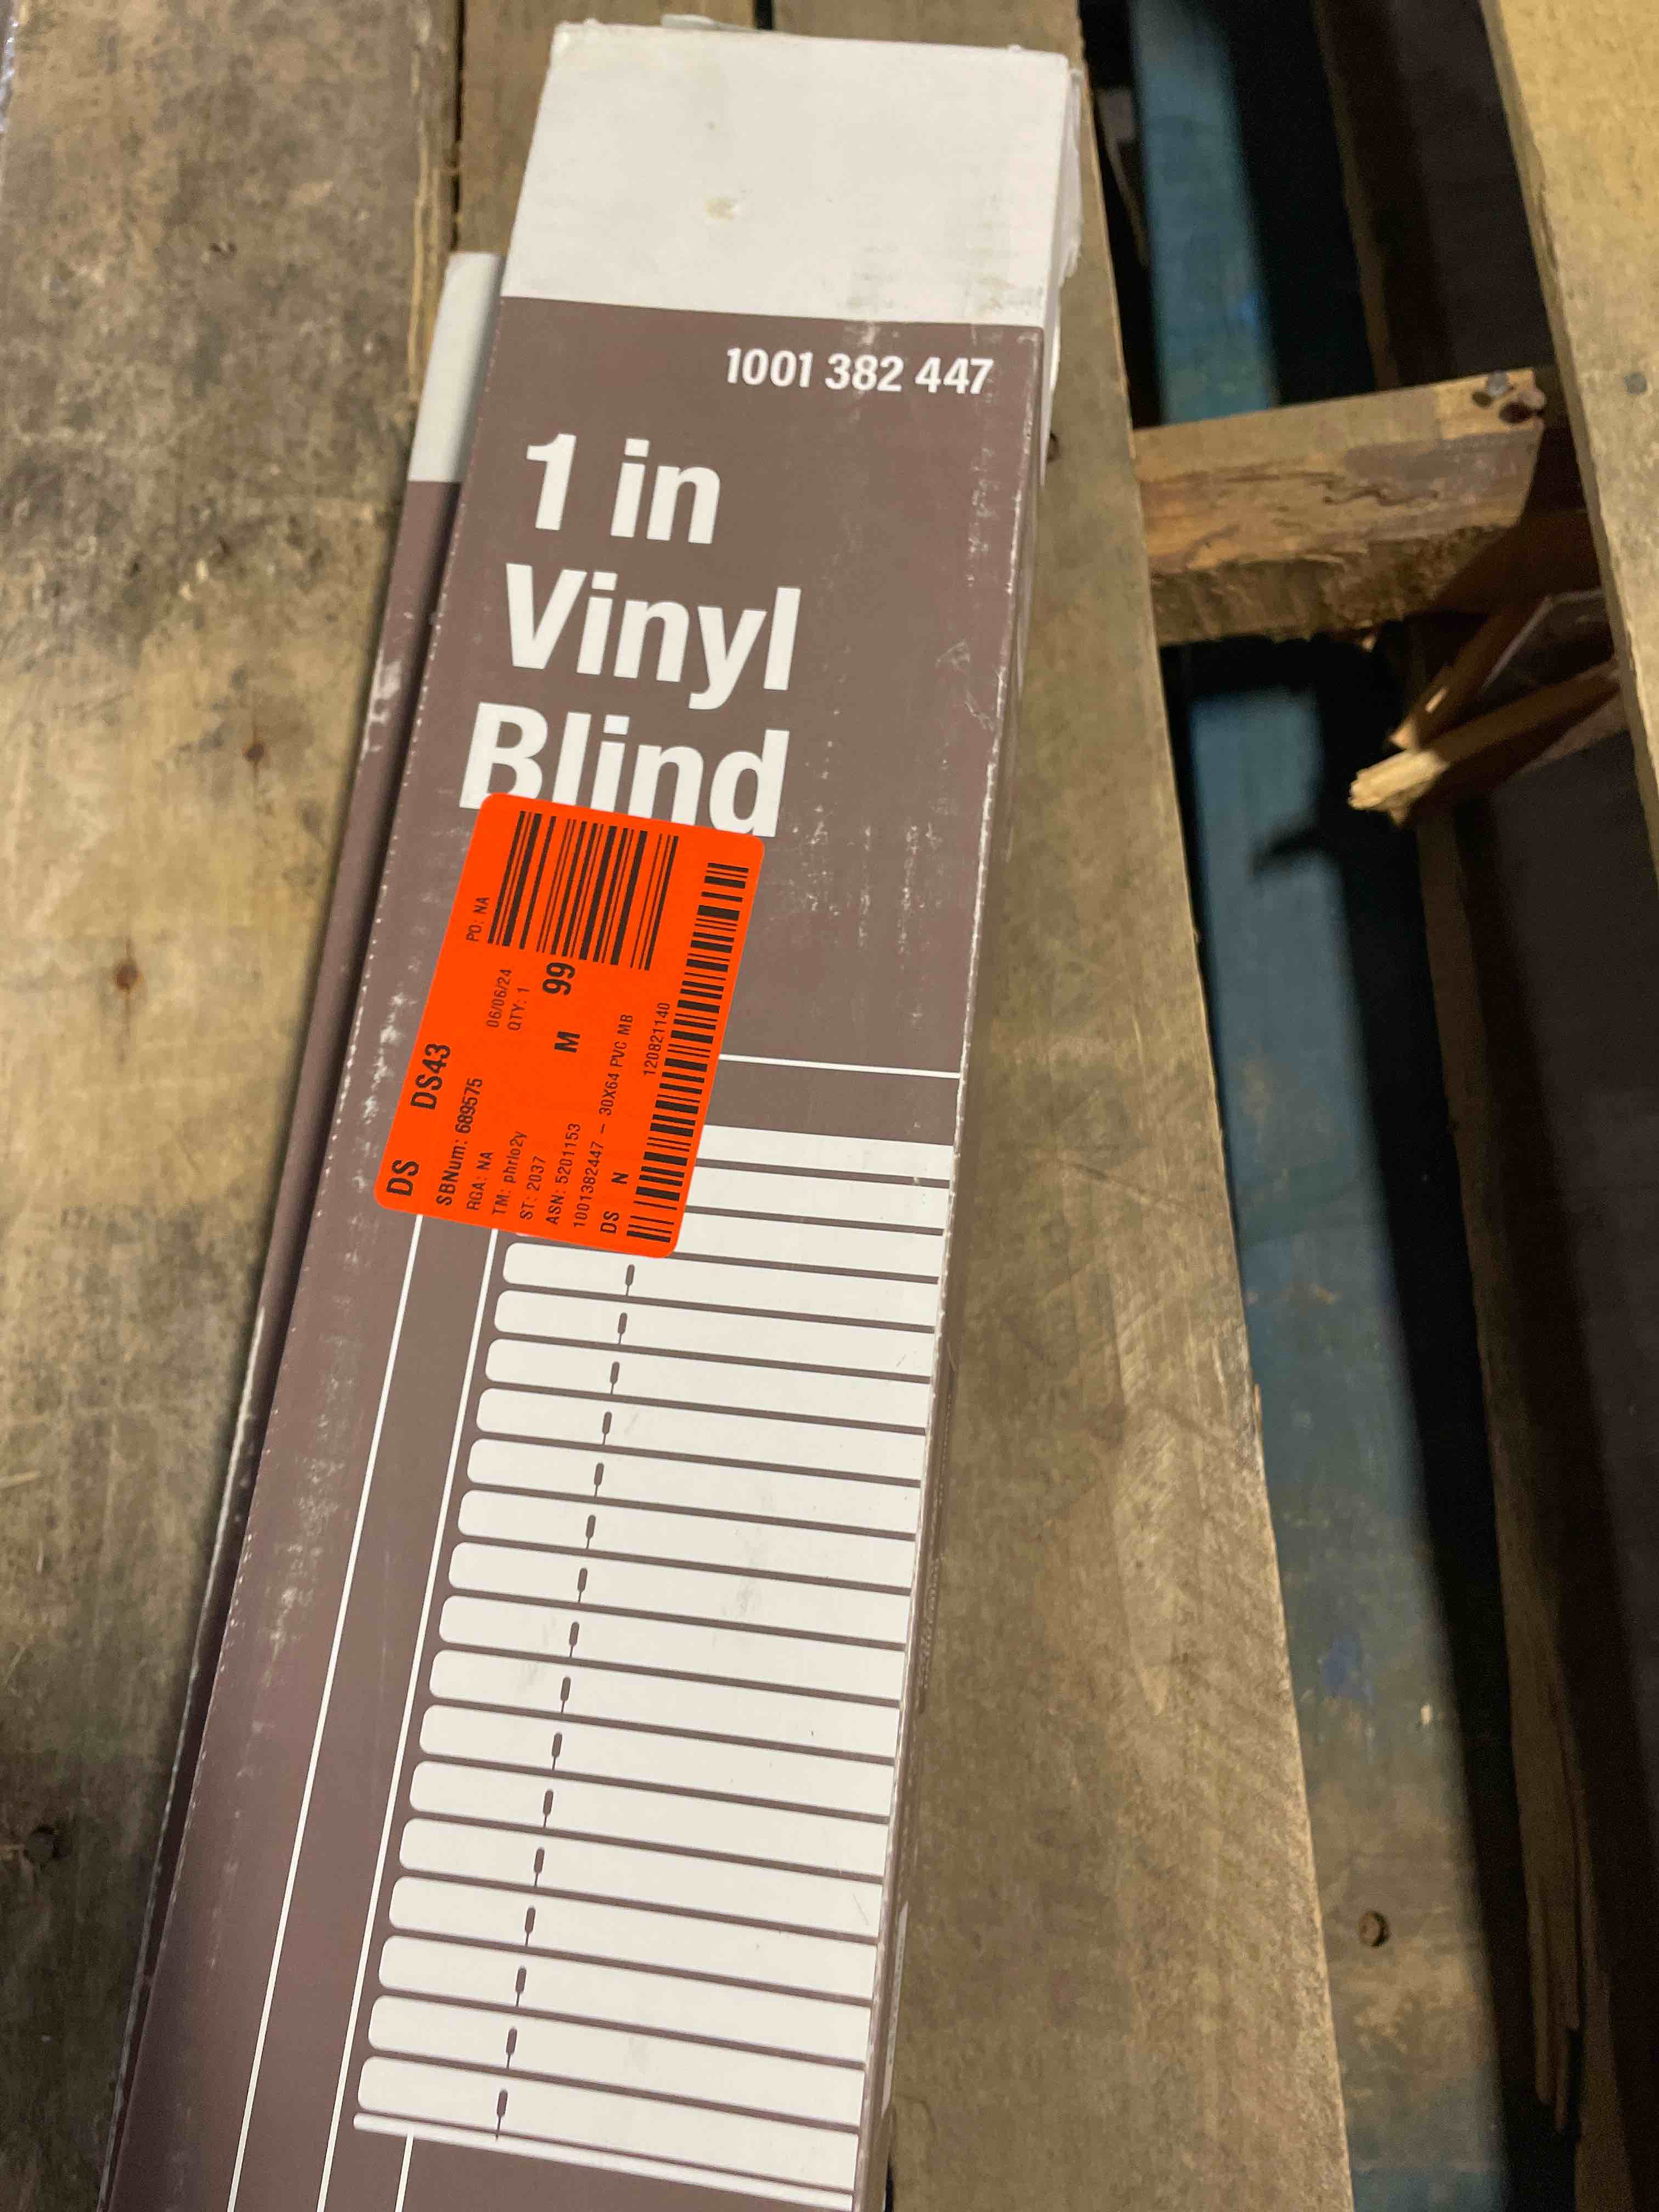 1001 382 447
1 in
Vinyl
Blind
DS DS43
SBNum: 689575
RGA: NA PO: NA
TM: phrlo2y 06/06/24
ST: 2037 QTY: 1
ASN: 5201153 M 99
1001382447 – 30X64 PVC MB
DS N
120821140